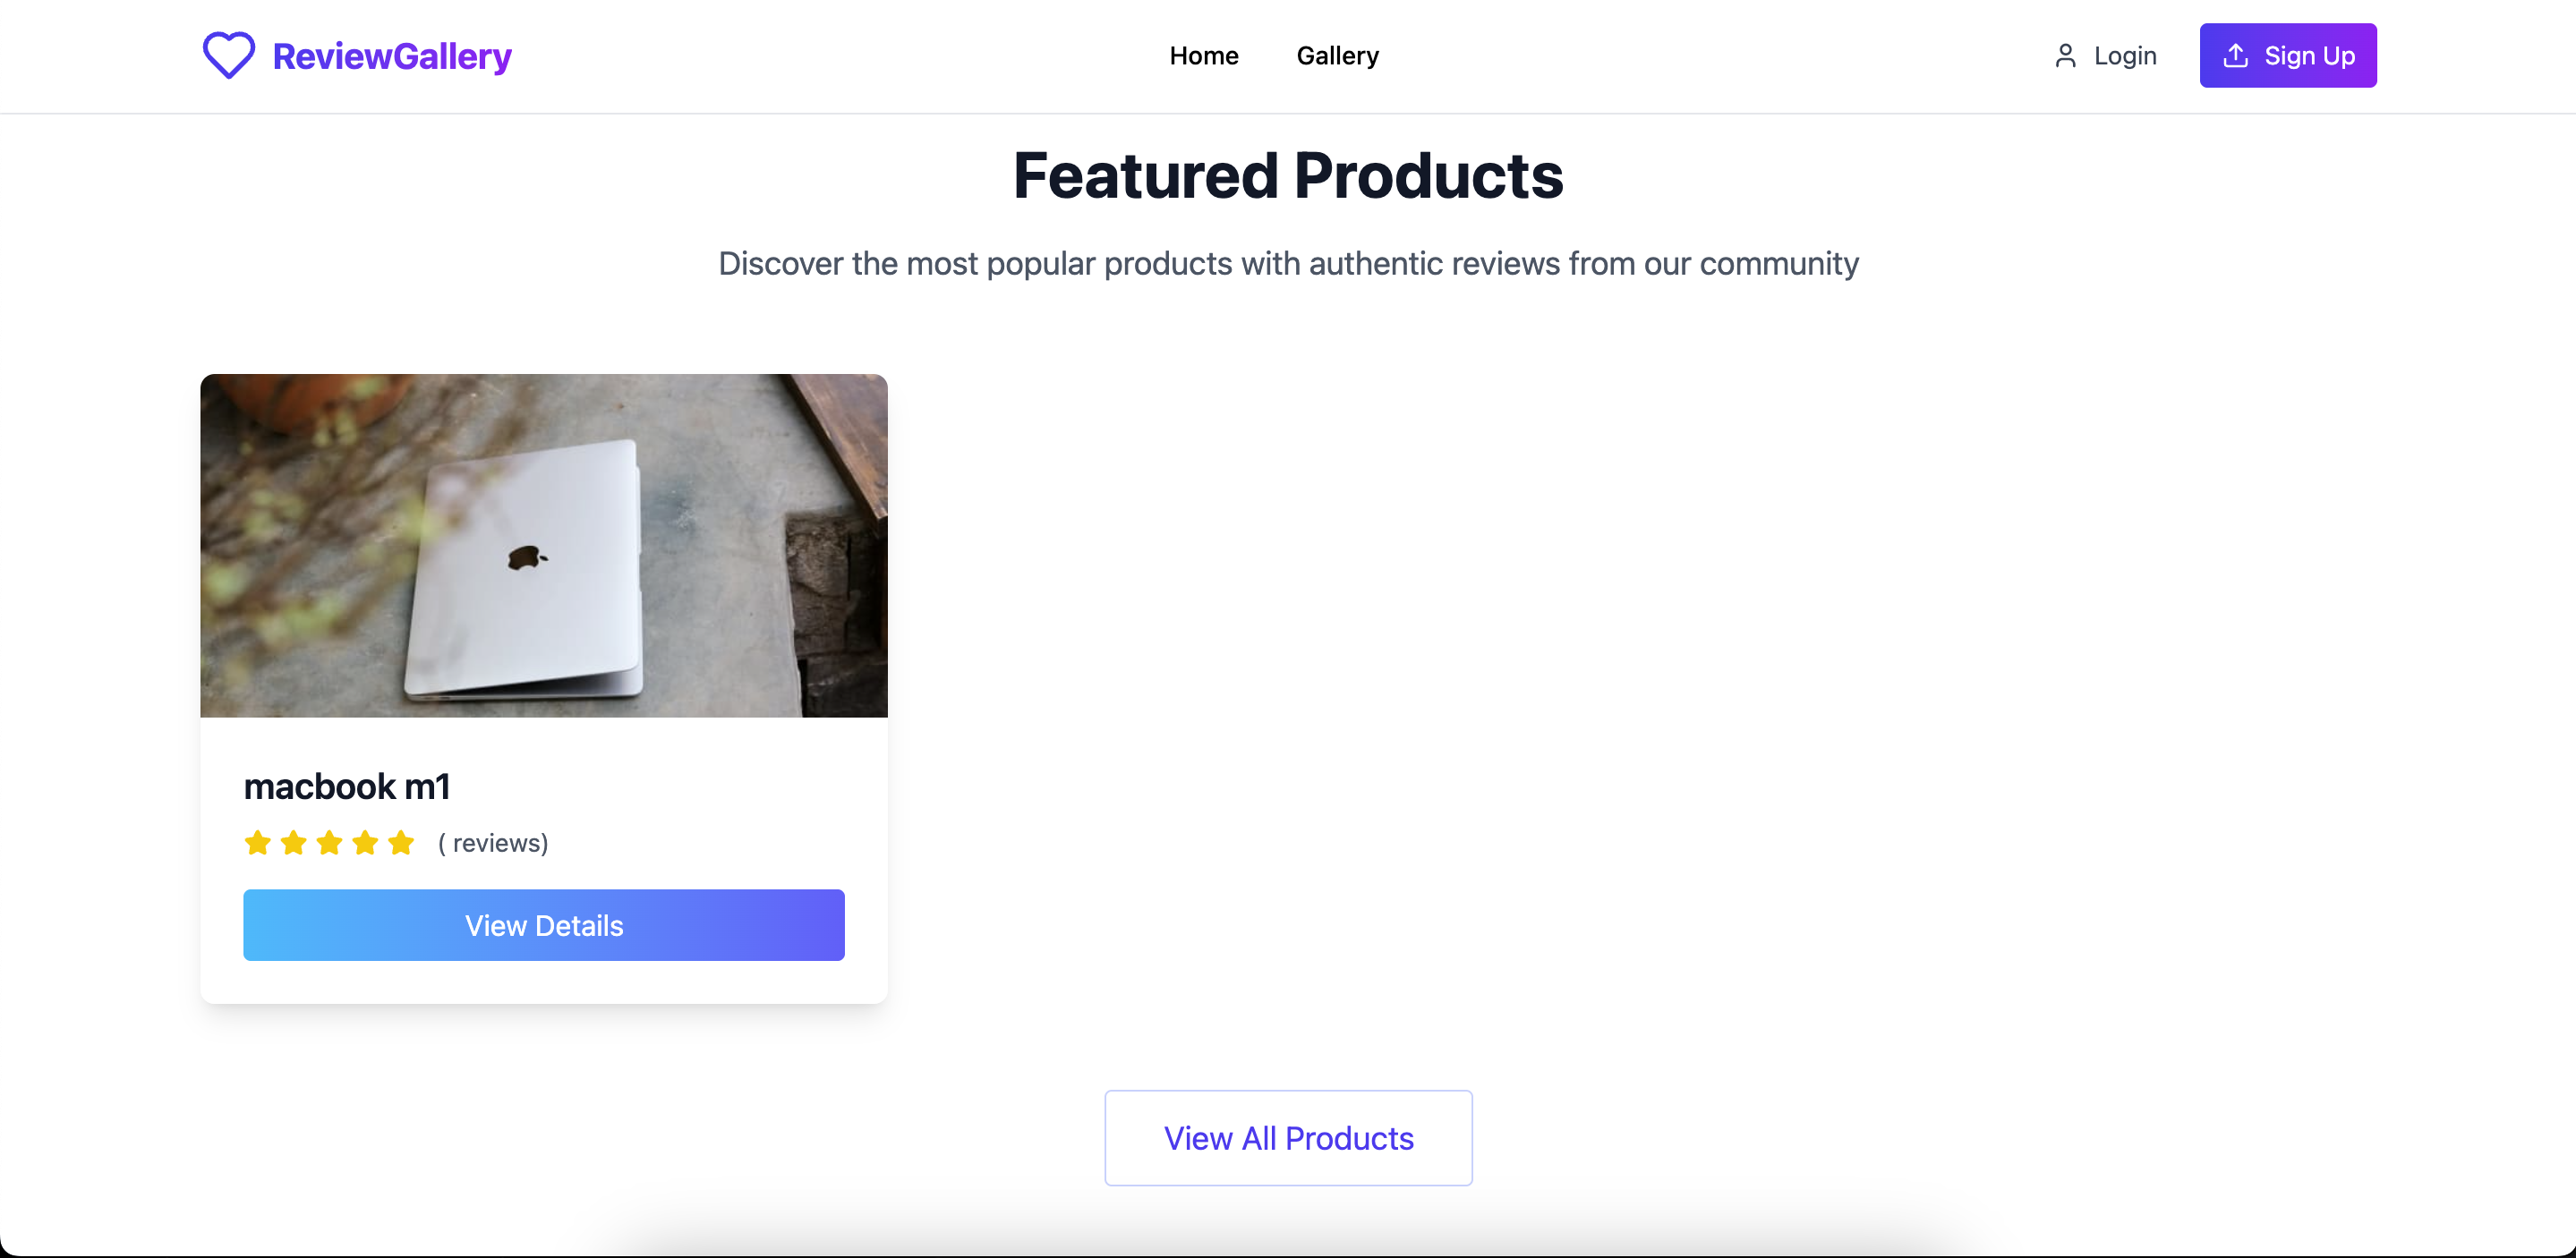 ReviewGallery
Home
Gallery
Login
Sign Up
Featured Products
Discover the most popular products with authentic reviews from our community
macbook m1
( reviews)
View Details
View All Products